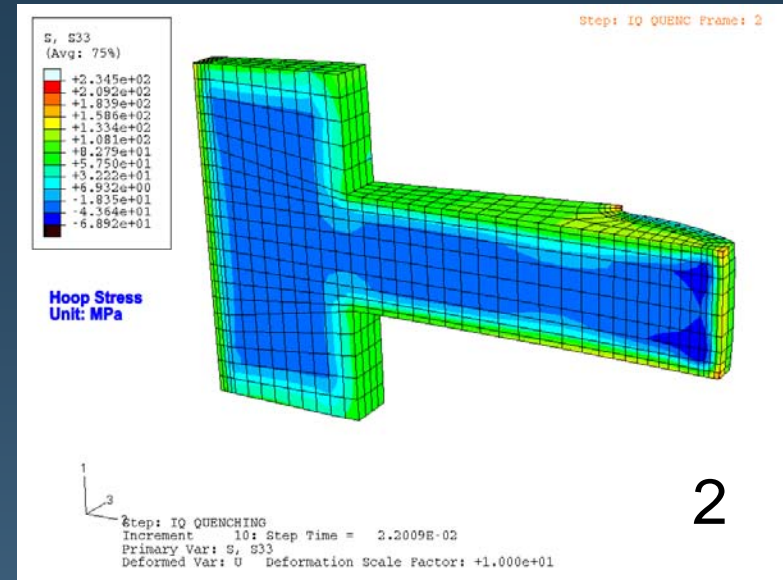 Step: IQ QUENC Frame: 2
S, S33
(Avg: 75%)
+2.345e+02
+2.092e+02
+1.839e+02
+1.586e+02
+1.334e+02
+1.081e+02
+8.279e+01
+5.750e+01
+3.222e+01
+6.932e+00
-1.835e+01
-4.364e+01
-6.892e+01
Hoop Stress
Unit: MPa
1
3
2
Step: IQ QUENCHING
Increment 10: Step Time = 2.2009E-02
Primary Var: S, S33
Deformed Var: U Deformation Scale Factor: +1.000e+01
2